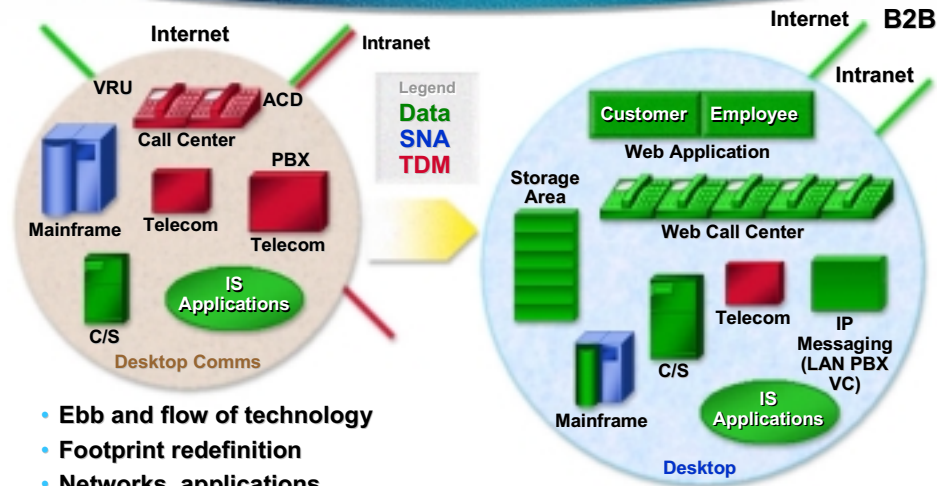 Internet
Intranet
VRU
ACD
Call Center
PBX
Mainframe
Telecom
Telecom
IS
Applications
C/S
Desktop Comms
Legend
Data
SNA
TDM
Internet
B2B
Intranet
Customer
Employee
Web Application
Storage
Area
Web Call Center
Telecom
IP
Messaging
(LAN PBX
VC)
C/S
Mainframe
IS
Applications
Desktop
• Ebb and flow of technology
• Footprint redefinition
• Networks, applications